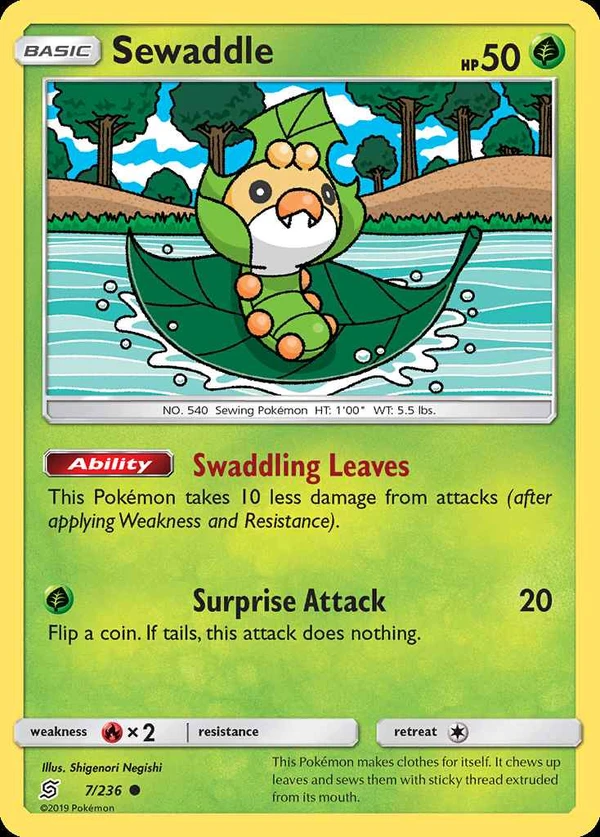 BASIC Sewaddle HP 50
NO. 540 Sewing Pokémon HT: 1'00" WT: 5.5 lbs.
Ability Swaddling Leaves
This Pokémon takes 10 less damage from attacks (after
applying Weakness and Resistance).
Surprise Attack 20
Flip a coin. If tails, this attack does nothing.
weakness ×2 resistance retreat
Illus. Shigenori Negishi
7/236
©2019 Pokémon
This Pokémon makes clothes for itself. It chews up
leaves and sews them with sticky thread extruded
from its mouth.